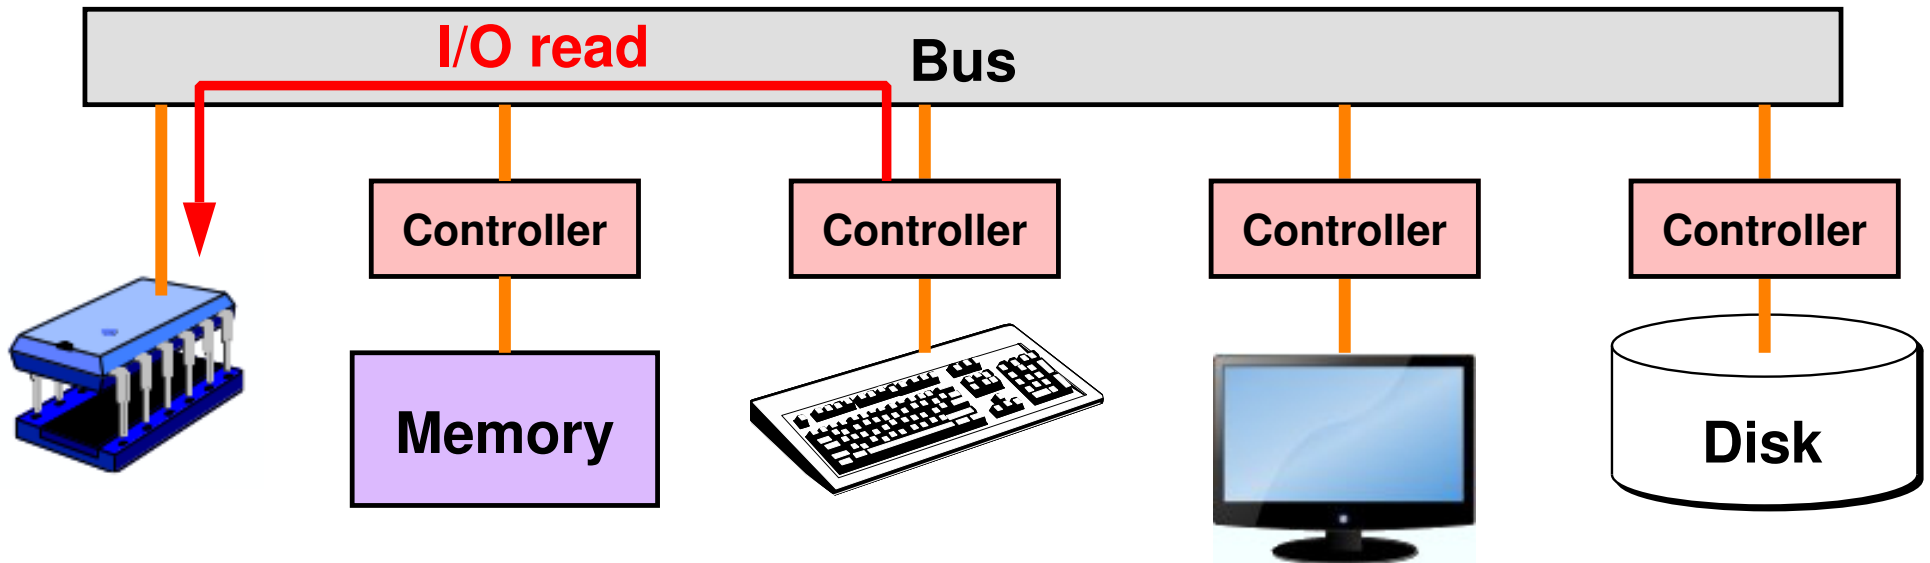 I/O read
Bus
Controller
Controller
Controller
Controller
Memory
Disk